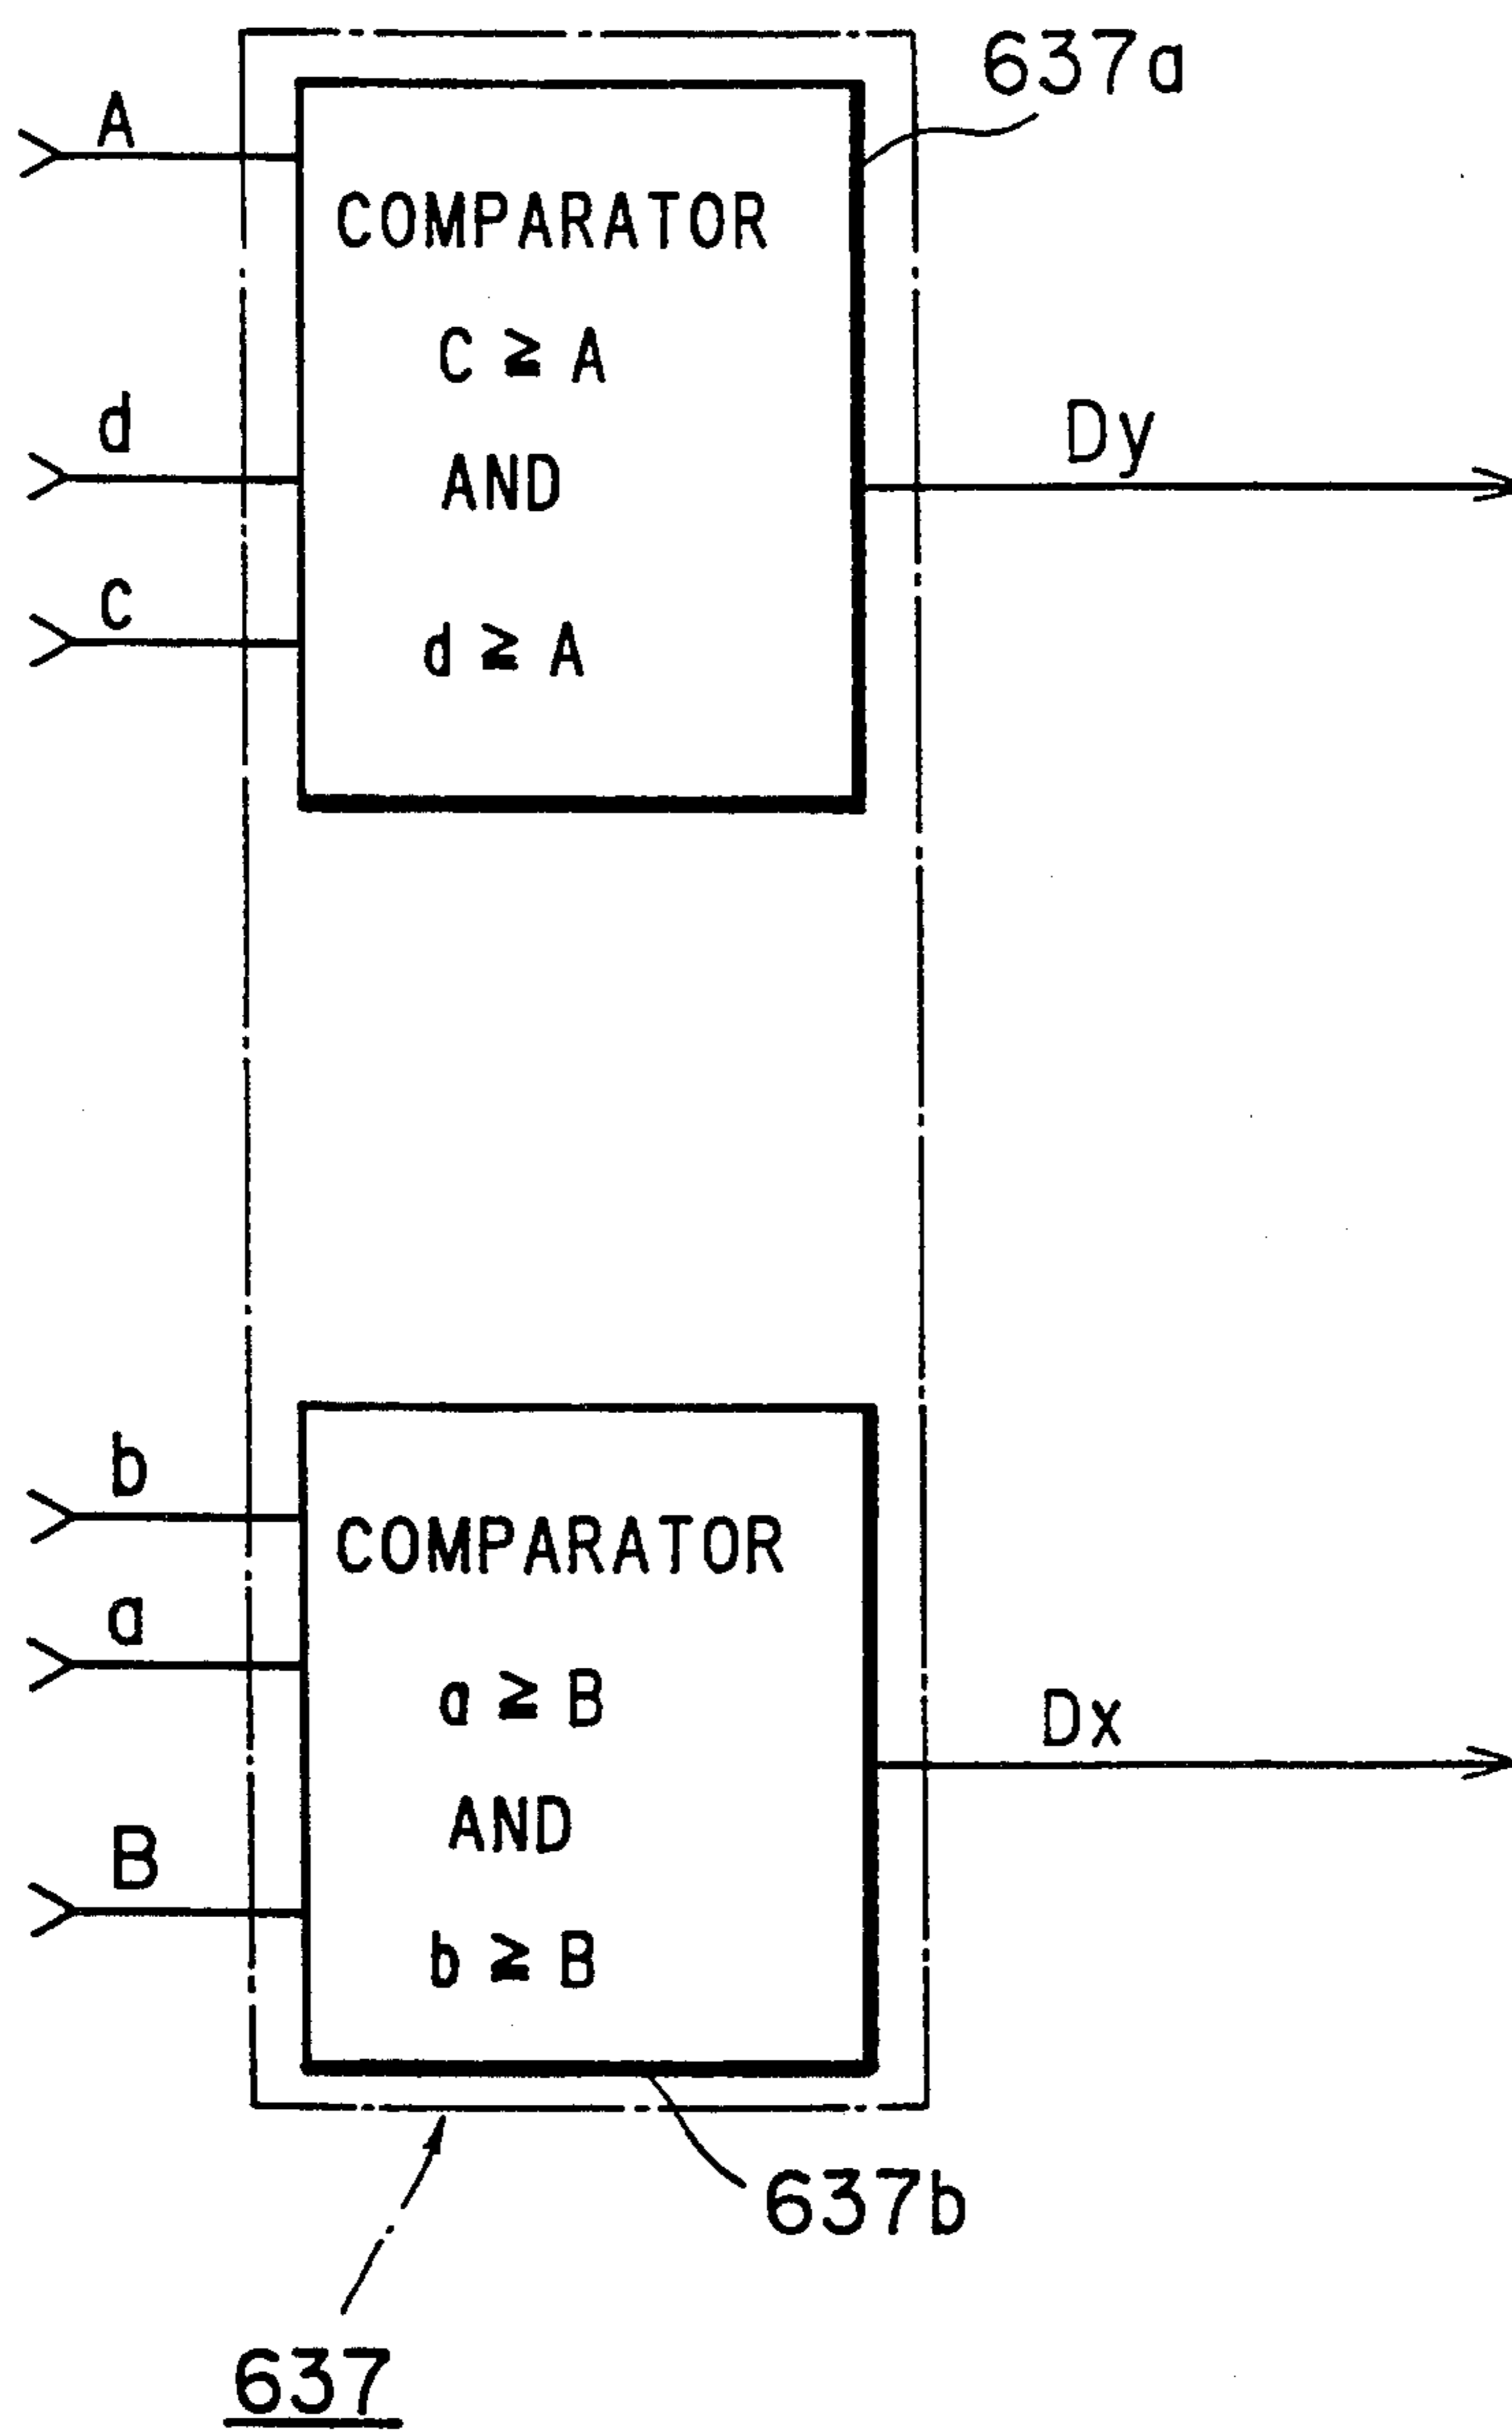 637a
A
COMPARATOR
C ≧ A
d
AND
Dy
c
d ≧ A
b
COMPARATOR
a
a ≧ B
Dx
AND
B
b ≧ B
637b
637